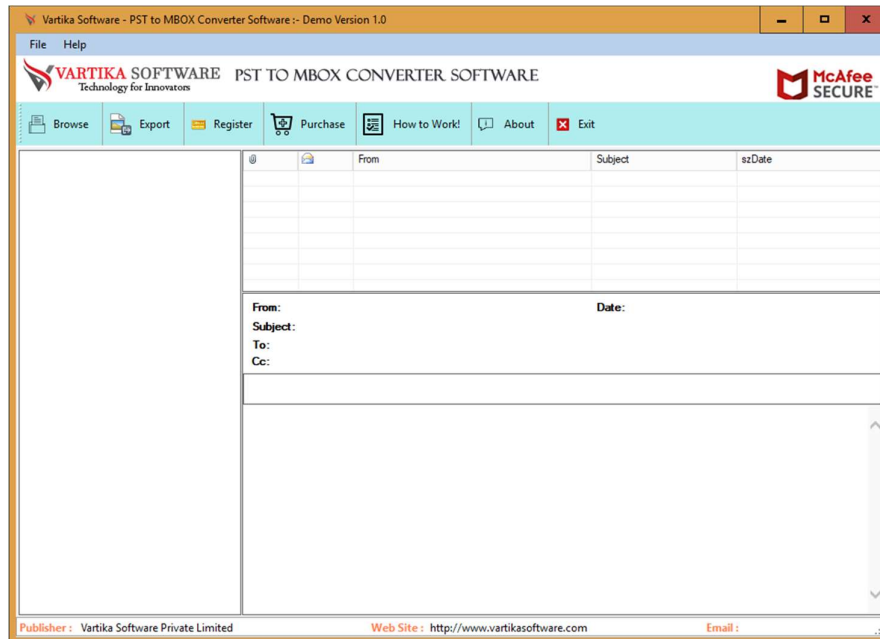 Vartika Software - PST to MBOX Converter Software :- Demo Version 1.0
File Help
VARTIKA SOFTWARE PST TO MBOX CONVERTER SOFTWARE
Technology for Innovators
McAfee
SECURE
Browse Export Register Purchase How to Work! About Exit
From Subject szDate
From: Date:
Subject:
To:
Cc:
Publisher : Vartika Software Private Limited Web Site : http://www.vartikasoftware.com Email :